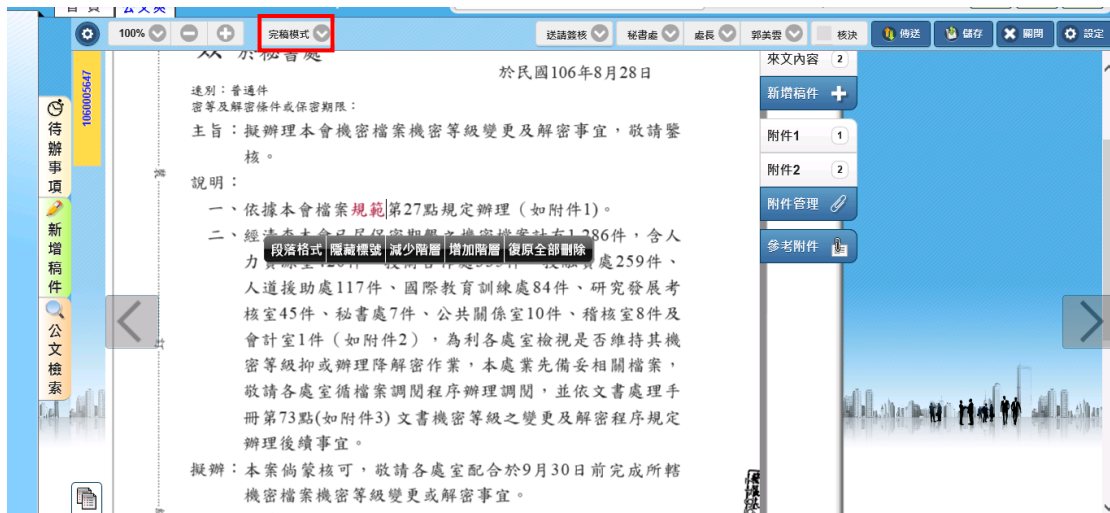 首頁 公文夾
100% 完稿模式 送請簽核 秘書處 處長 郭美雲 核決 傳送 儲存 關閉 設定
1060005647
待辦事項
新增稿件
公文檢索
於秘書處
於民國106年8月28日
速別：普通件
密等及解密條件或保密期限：
主旨：擬辦理本會機密檔案機密等級變更及解密事宜，敬請鑒
核。
說明：
一、依據本會檔案規範第27點規定辦理（如附件1)。
二、經清查本會已屆保密期限之機密檔案計有1,286件，含人
段落格式 隱藏標號 減少階層 增加階層 復原全部刪除
處259件、
人道援助處117件、國際教育訓練處84件、研究發展考
核室45件、秘書處7件、公共關係室10件、稽核室8件及
會計室1件（如附件2），為利各處室檢視是否維持其機
密等級抑或辦理降解密作業，本處業先備妥相關檔案，
敬請各處室循檔案調閱程序辦理調閱，並依文書處理手
冊第73點(如附件3) 文書機密等級之變更及解密程序規定
辦理後續事宜。
擬辦：本案倘蒙核可，敬請各處室配合於9月30日前完成所轄
機密檔案機密等級變更或解密事宜。
來文內容 2
新增稿件
附件1 1
附件2 2
附件管理
參考附件